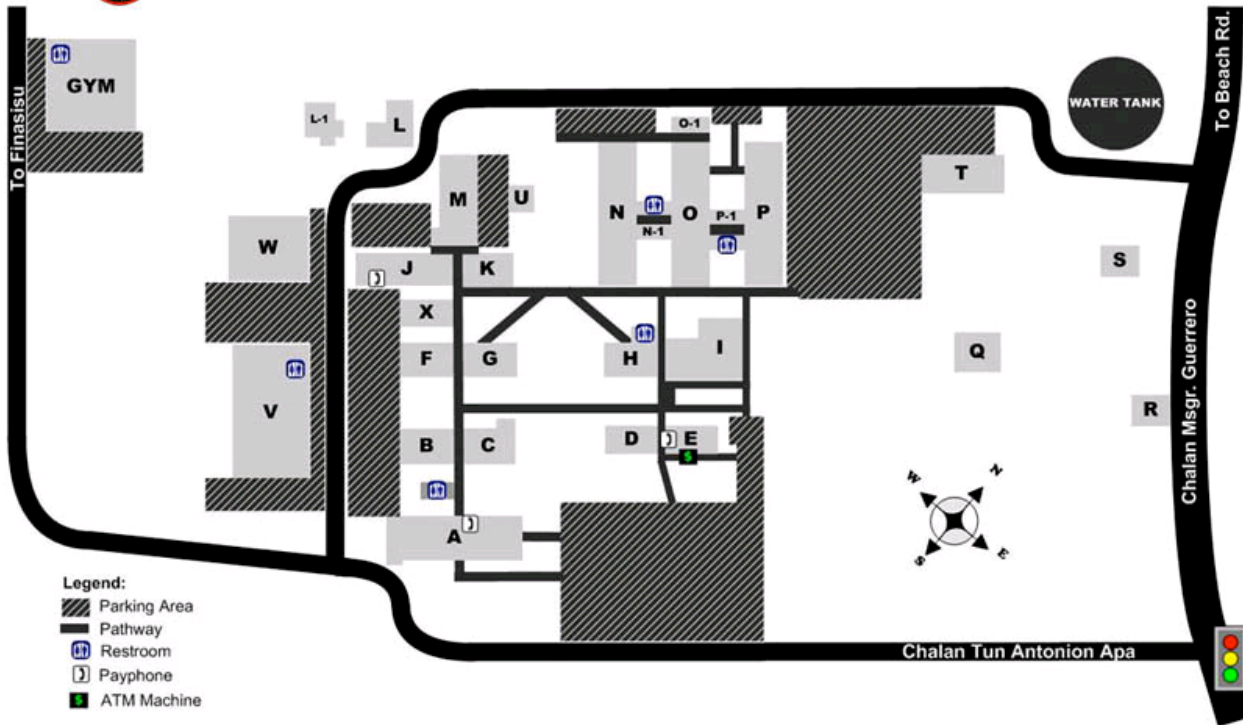 To Finasisu
GYM
L-1
L
O-1
WATER TANK
To Beach Rd.
M
U
N
N-1
O
P-1
P
T
W
J
K
S
X
F
G
H
I
Q
V
B
C
D
E
$
R
Chalan Msgr. Guerrero
A
W
N
S
E
Legend:
Parking Area
Pathway
Restroom
Payphone
$ ATM Machine
Chalan Tun Antonion Apa